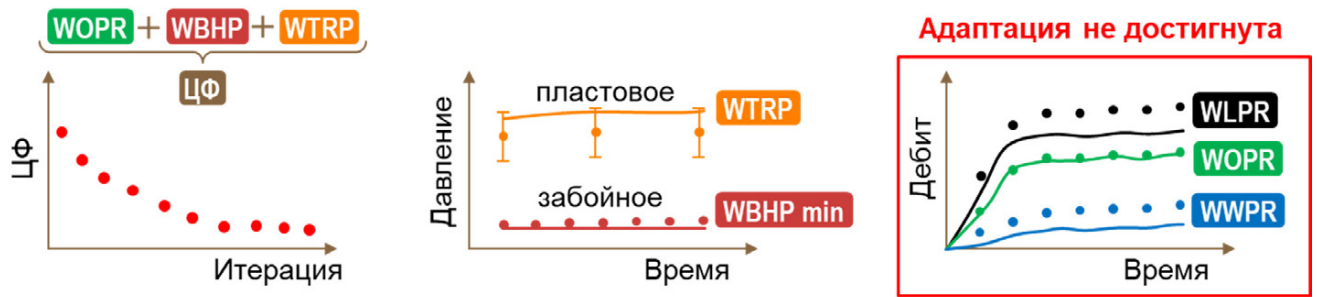 WOPR + WBHP + WTRP
ЦФ
ЦФ
Итерация
Давление
пластовое
WTRP
забойное
WBHP min
Время
Адаптация не достигнута
Дебит
WLPR
WOPR
WWPR
Время